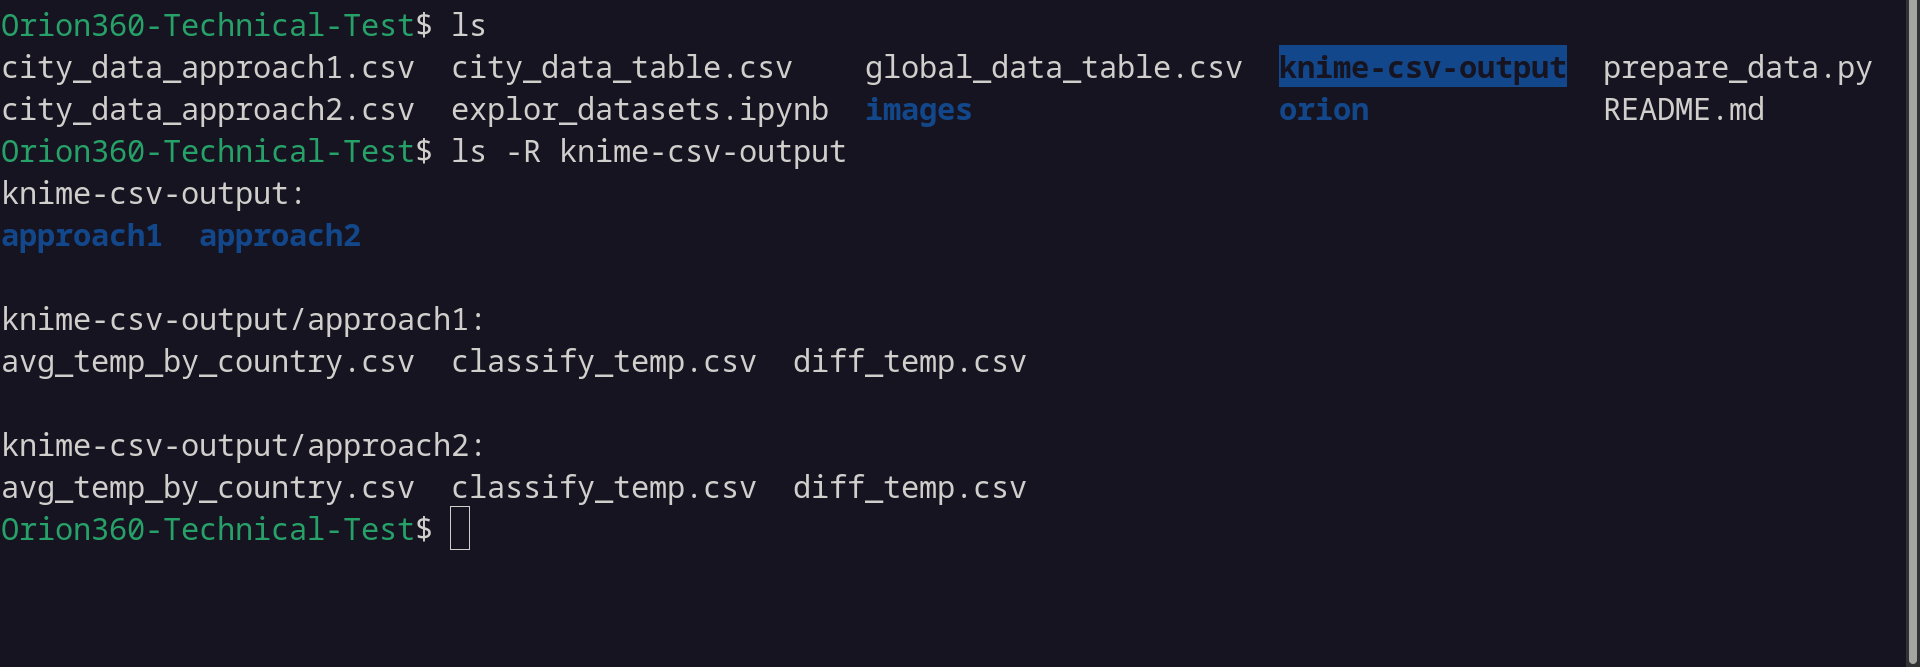 Orion360-Technical-Test$ ls
city_data_approach1.csv  city_data_table.csv    global_data_table.csv  knime-csv-output  prepare_data.py
city_data_approach2.csv  explor_datasets.ipynb  images                 orion             README.md
Orion360-Technical-Test$ ls -R knime-csv-output
knime-csv-output:
approach1  approach2

knime-csv-output/approach1:
avg_temp_by_country.csv  classify_temp.csv  diff_temp.csv

knime-csv-output/approach2:
avg_temp_by_country.csv  classify_temp.csv  diff_temp.csv
Orion360-Technical-Test$